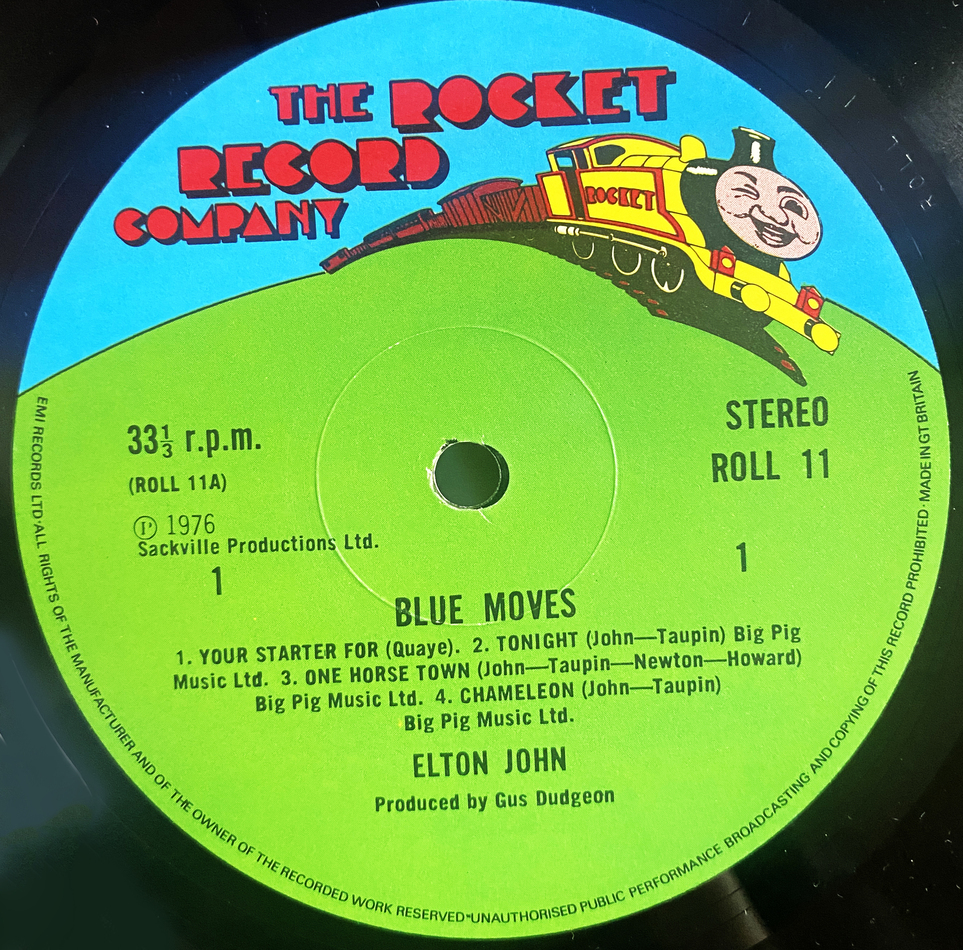 THE ROCKET
RECORD
COMPANY
ROCKET
33⅓ r.p.m.
(ROLL 11A)
Ⓟ 1976
Sackville Productions Ltd.
1
STEREO
ROLL 11
1
BLUE MOVES
1. YOUR STARTER FOR (Quaye). 2. TONIGHT (John—Taupin) Big Pig
Music Ltd. 3. ONE HORSE TOWN (John—Taupin—Newton—Howard)
Big Pig Music Ltd. 4. CHAMELEON (John—Taupin)
Big Pig Music Ltd.
ELTON JOHN
Produced by Gus Dudgeon
EMI RECORDS LTD·ALL RIGHTS OF THE MANUFACTURER AND OF THE OWNER OF THE RECORDED WORK RESERVED·UNAUTHORISED PUBLIC PERFORMANCE BROADCASTING AND COPYING OF THIS RECORD PROHIBITED·MADE IN GT BRITAIN